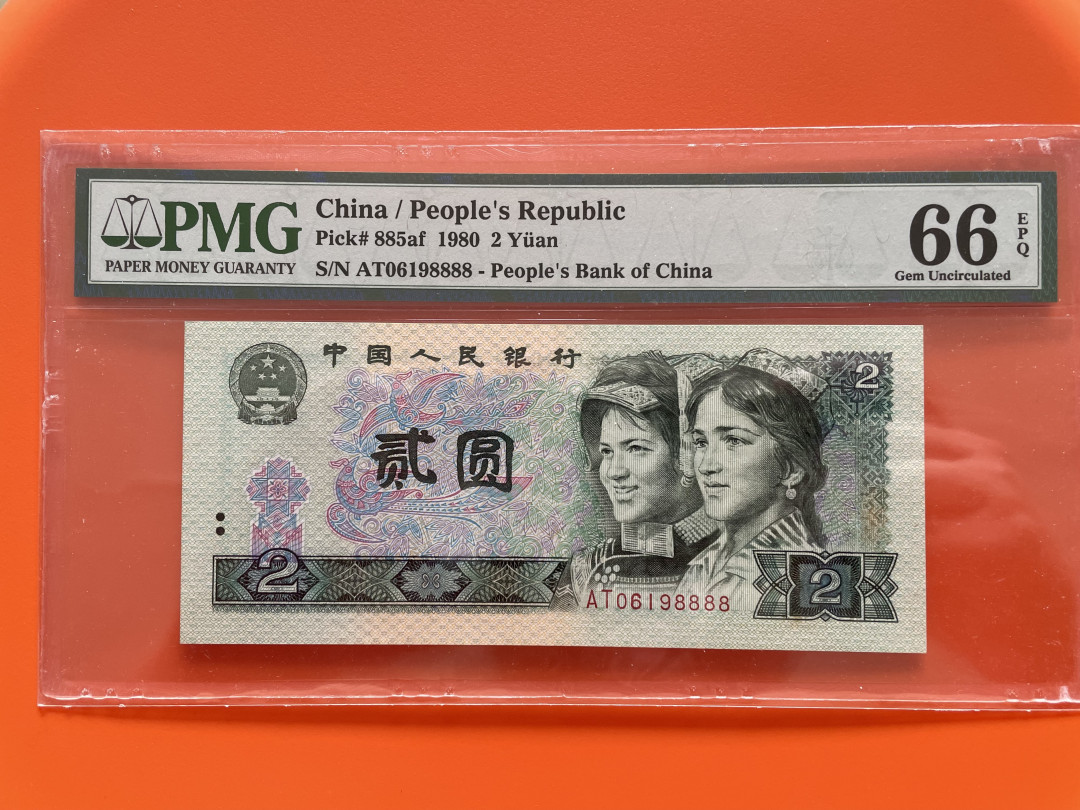 PMG
PAPER MONEY GUARANTY
China / People's Republic
Pick# 885af 1980 2 Yüan
S/N AT06198888 - People's Bank of China
66
EPQ
Gem Uncirculated
中国人民银行
2
贰圆
2
AT06198888
2